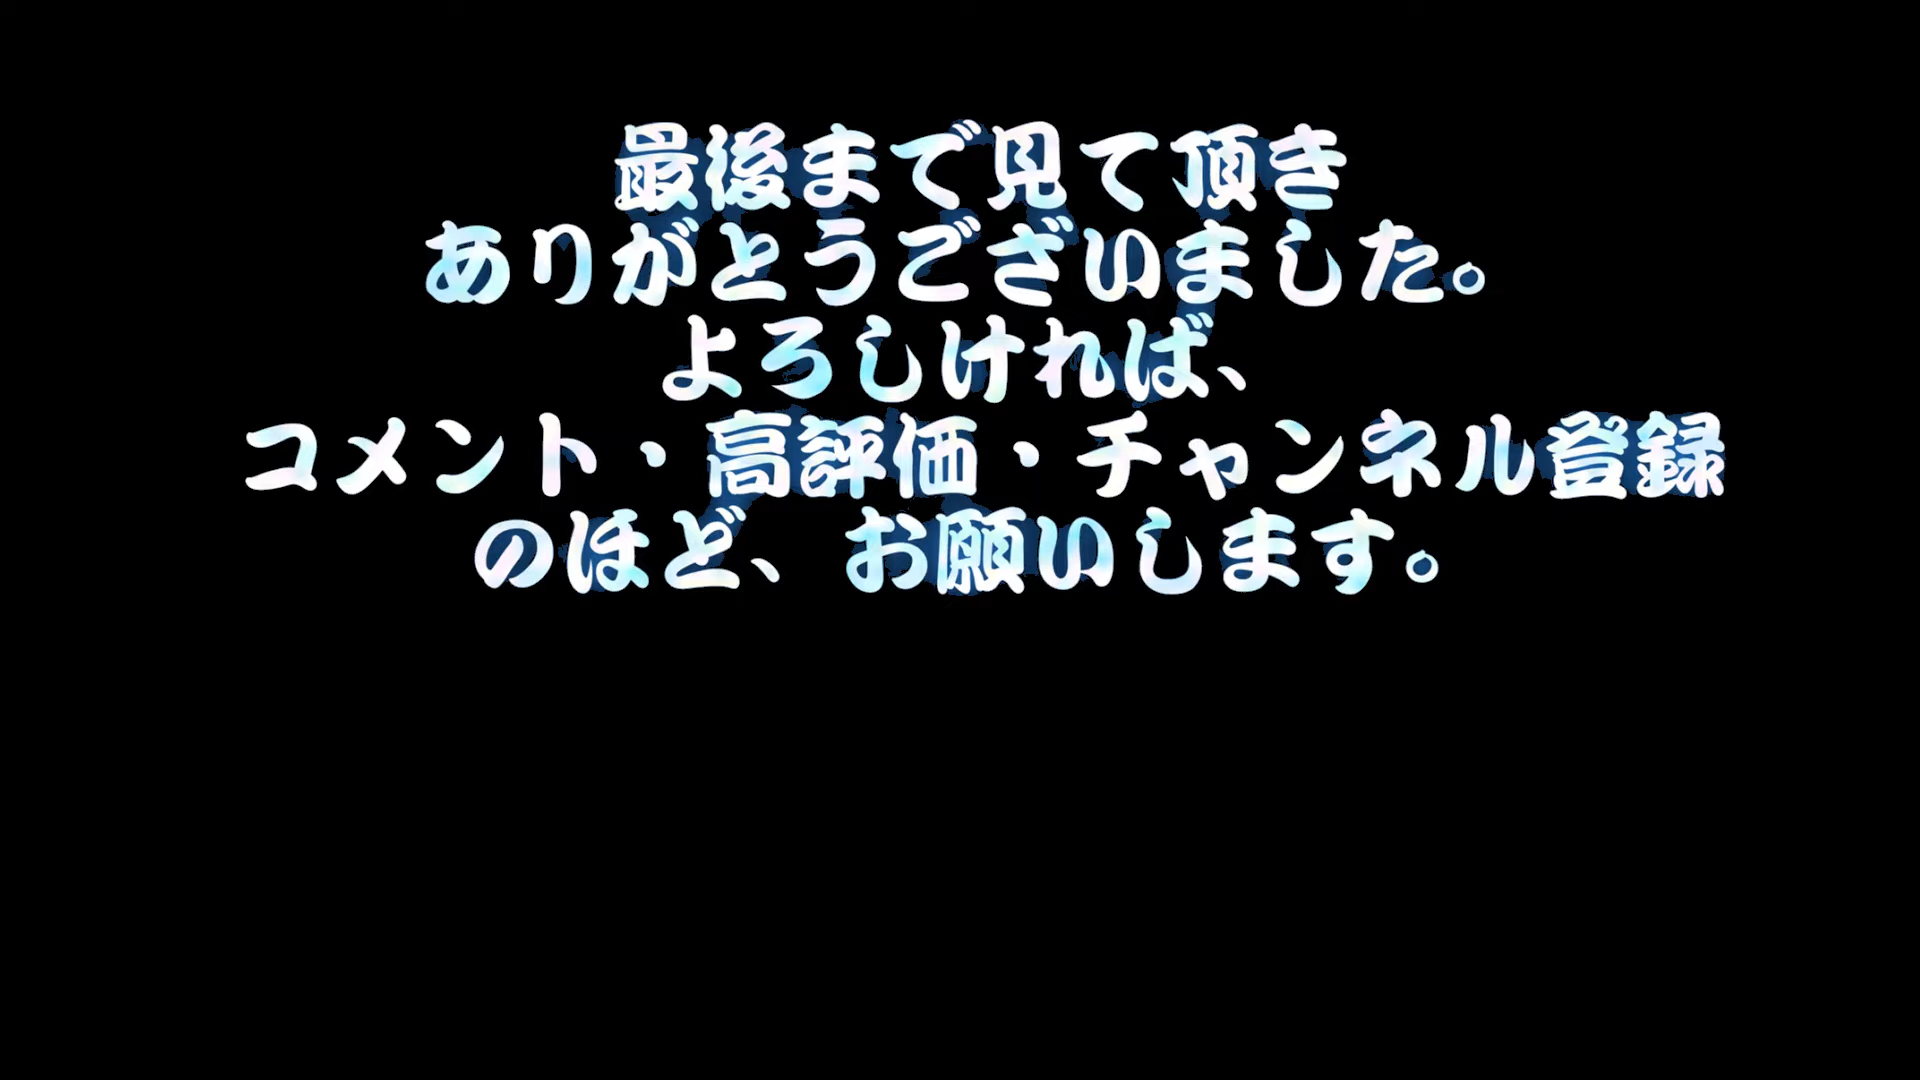 最後まで見て頂き
ありがとうございました。
よろしければ、
コメント・高評価・チャンネル登録
のほど、お願いします。